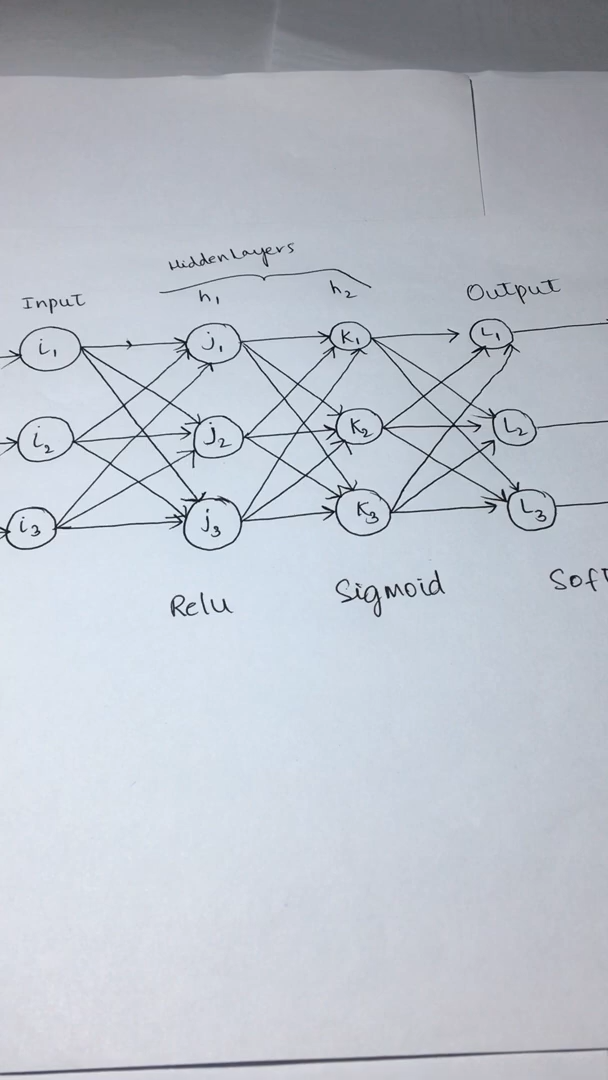 Hidden Layers
Input h₁ h₂ Output
i₁ j₁ K₁ L₁
i₂ j₂ K₂ L₂
i₃ j₃ K₃ L₃
Relu Sigmoid